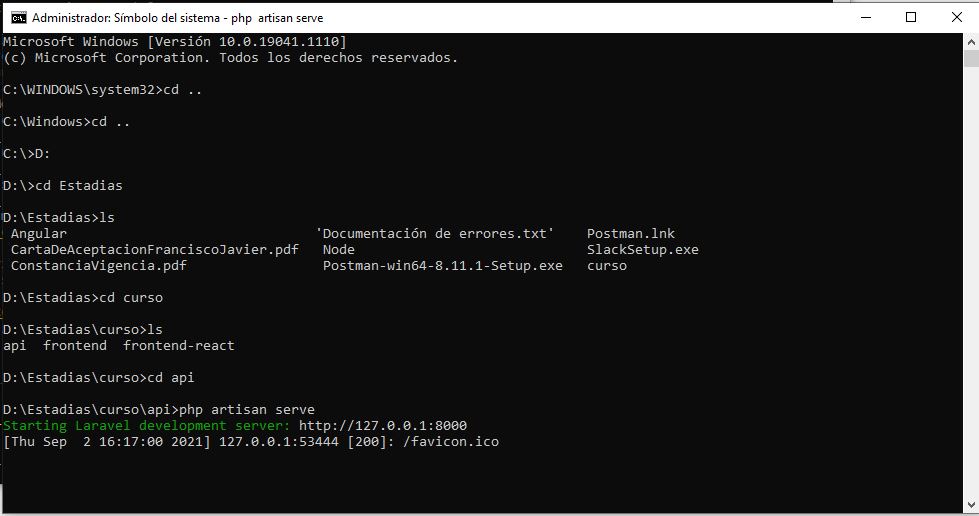 Administrador: Símbolo del sistema - php  artisan serve
Microsoft Windows [Versión 10.0.19041.1110]
(c) Microsoft Corporation. Todos los derechos reservados.
C:\WINDOWS\system32>cd ..
C:\Windows>cd ..
C:\>D:
D:\>cd Estadias
D:\Estadias>ls
Angular 'Documentación de errores.txt' Postman.lnk
CartaDeAceptacionFranciscoJavier.pdf Node SlackSetup.exe
ConstanciaVigencia.pdf Postman-win64-8.11.1-Setup.exe curso
D:\Estadias>cd curso
D:\Estadias\curso>ls
api  frontend  frontend-react
D:\Estadias\curso>cd api
D:\Estadias\curso\api>php artisan serve
Starting Laravel development server: http://127.0.0.1:8000
[Thu Sep  2 16:17:00 2021] 127.0.0.1:53444 [200]: /favicon.ico